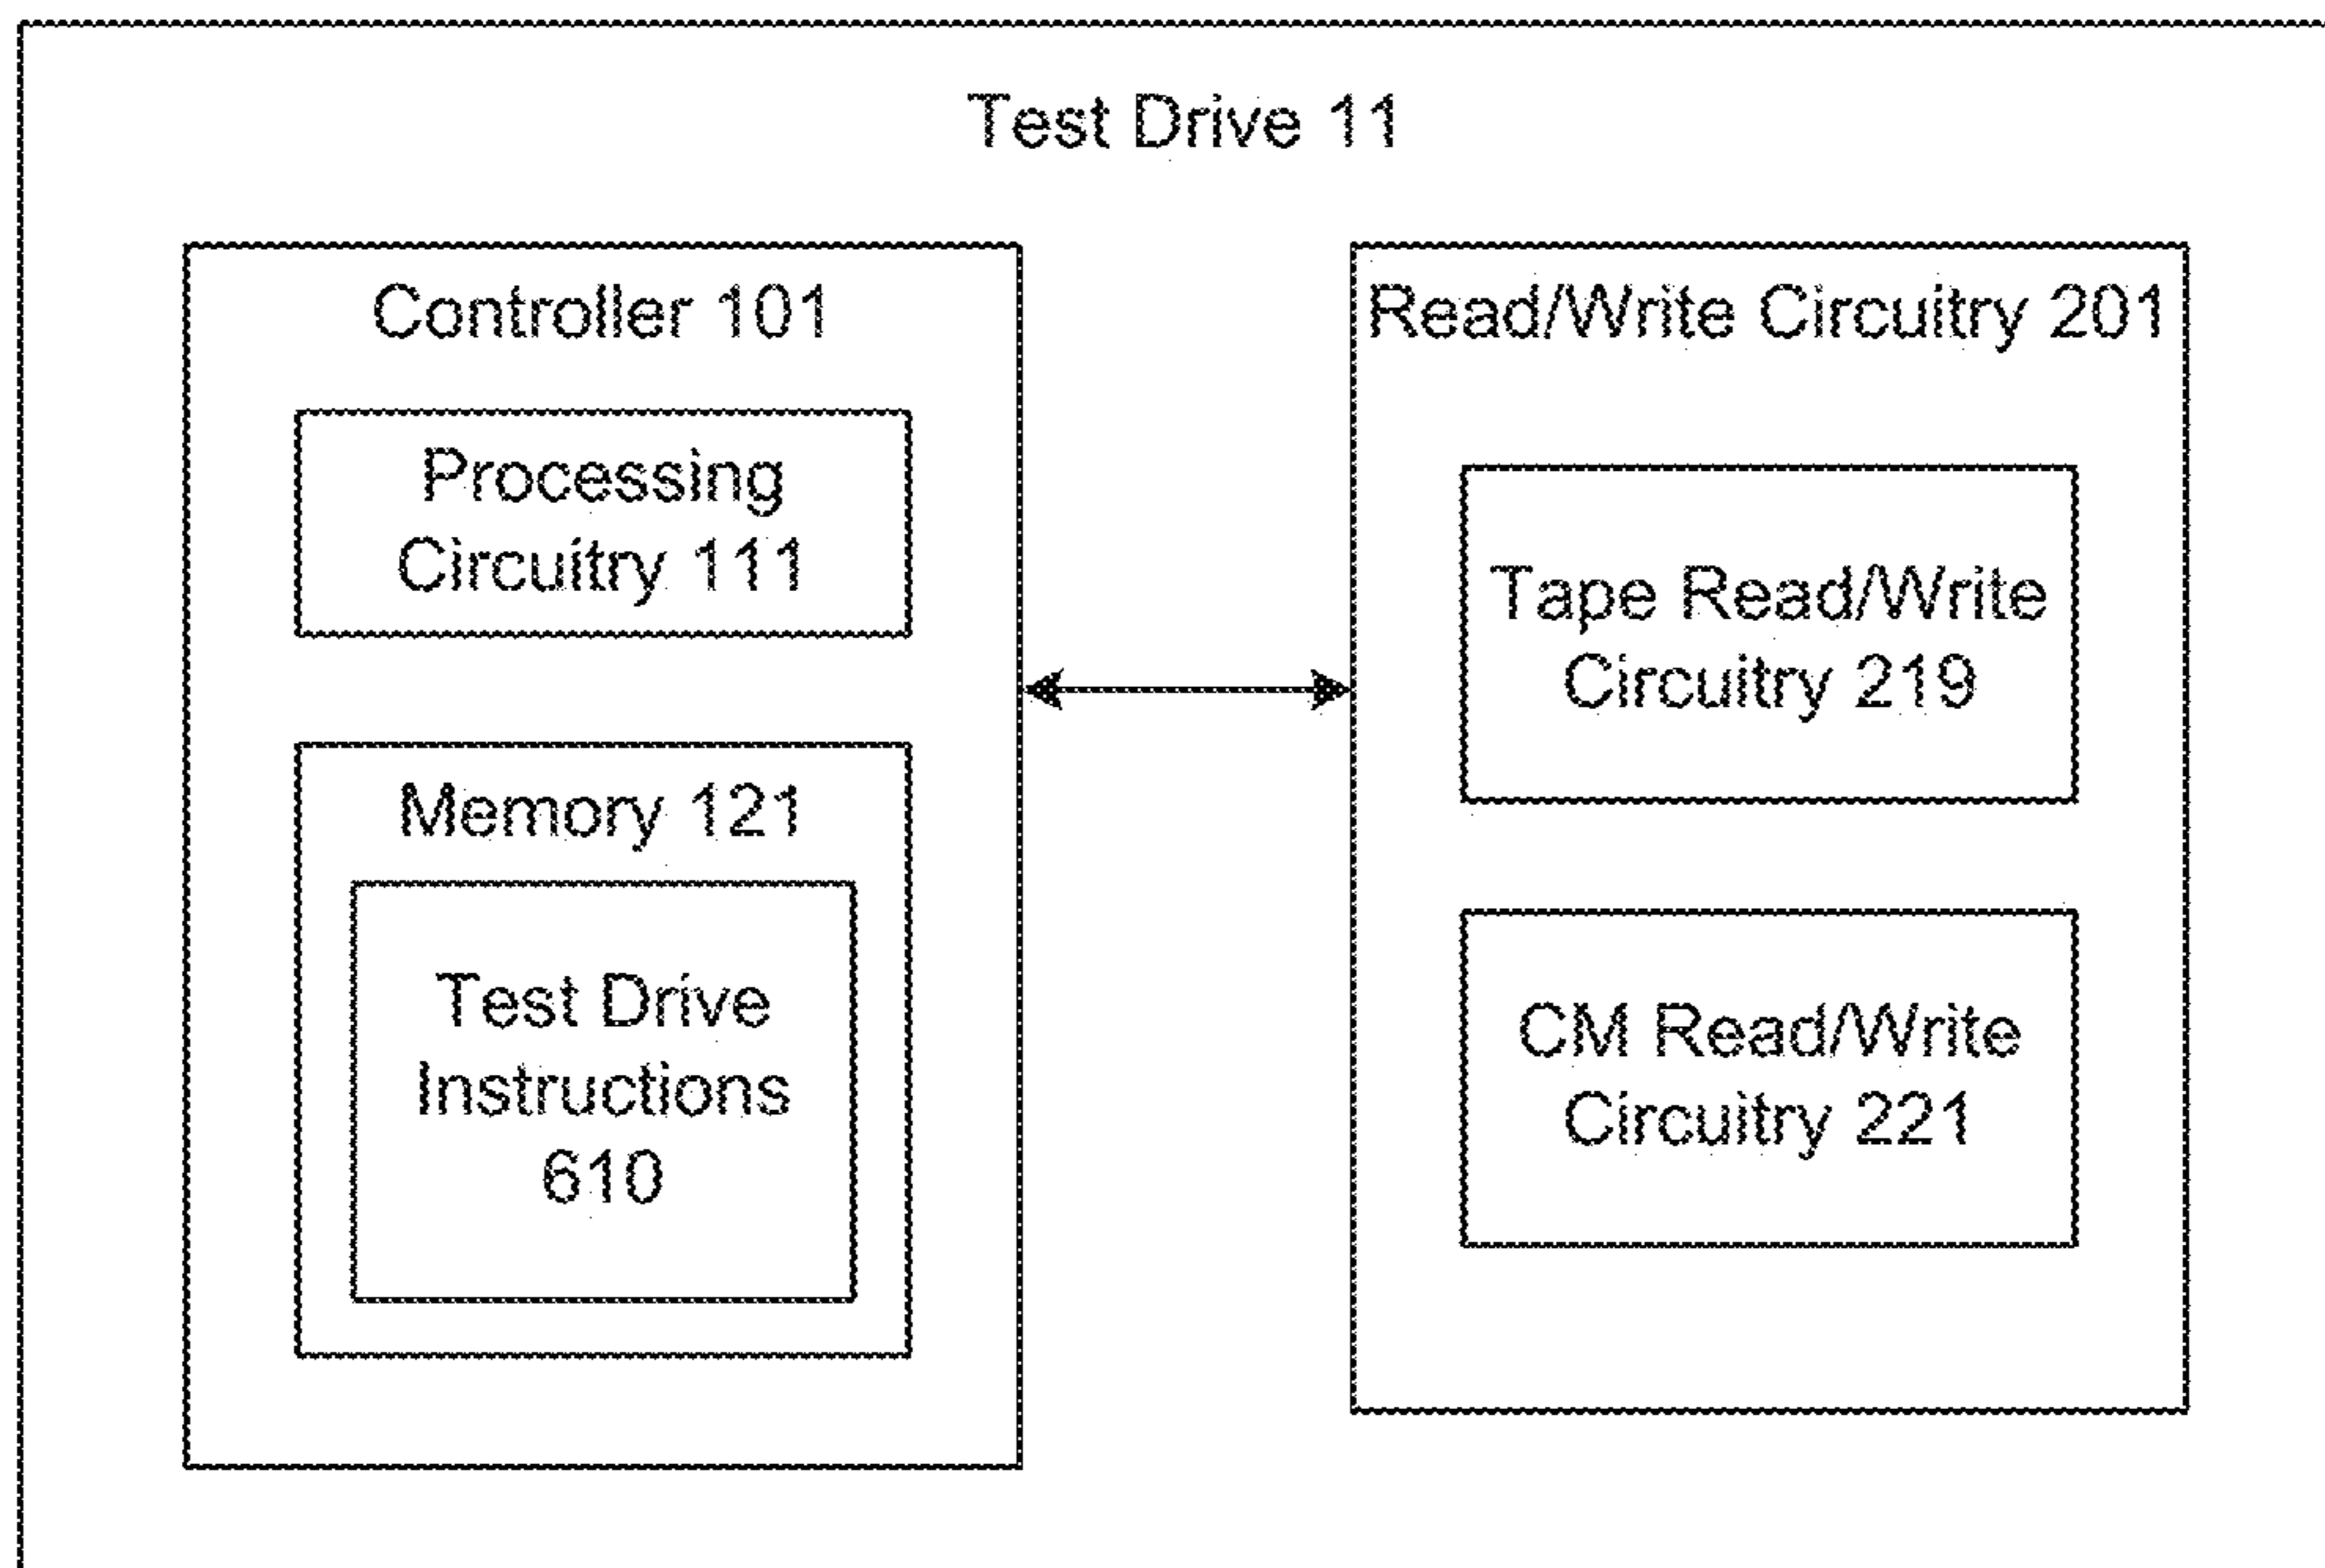 Test Drive 11
Controller 101
Processing
Circuitry 111
Memory 121
Test Drive
Instructions
610
Read/Write Circuitry 201
Tape Read/Write
Circuitry 219
CM Read/Write
Circuitry 221